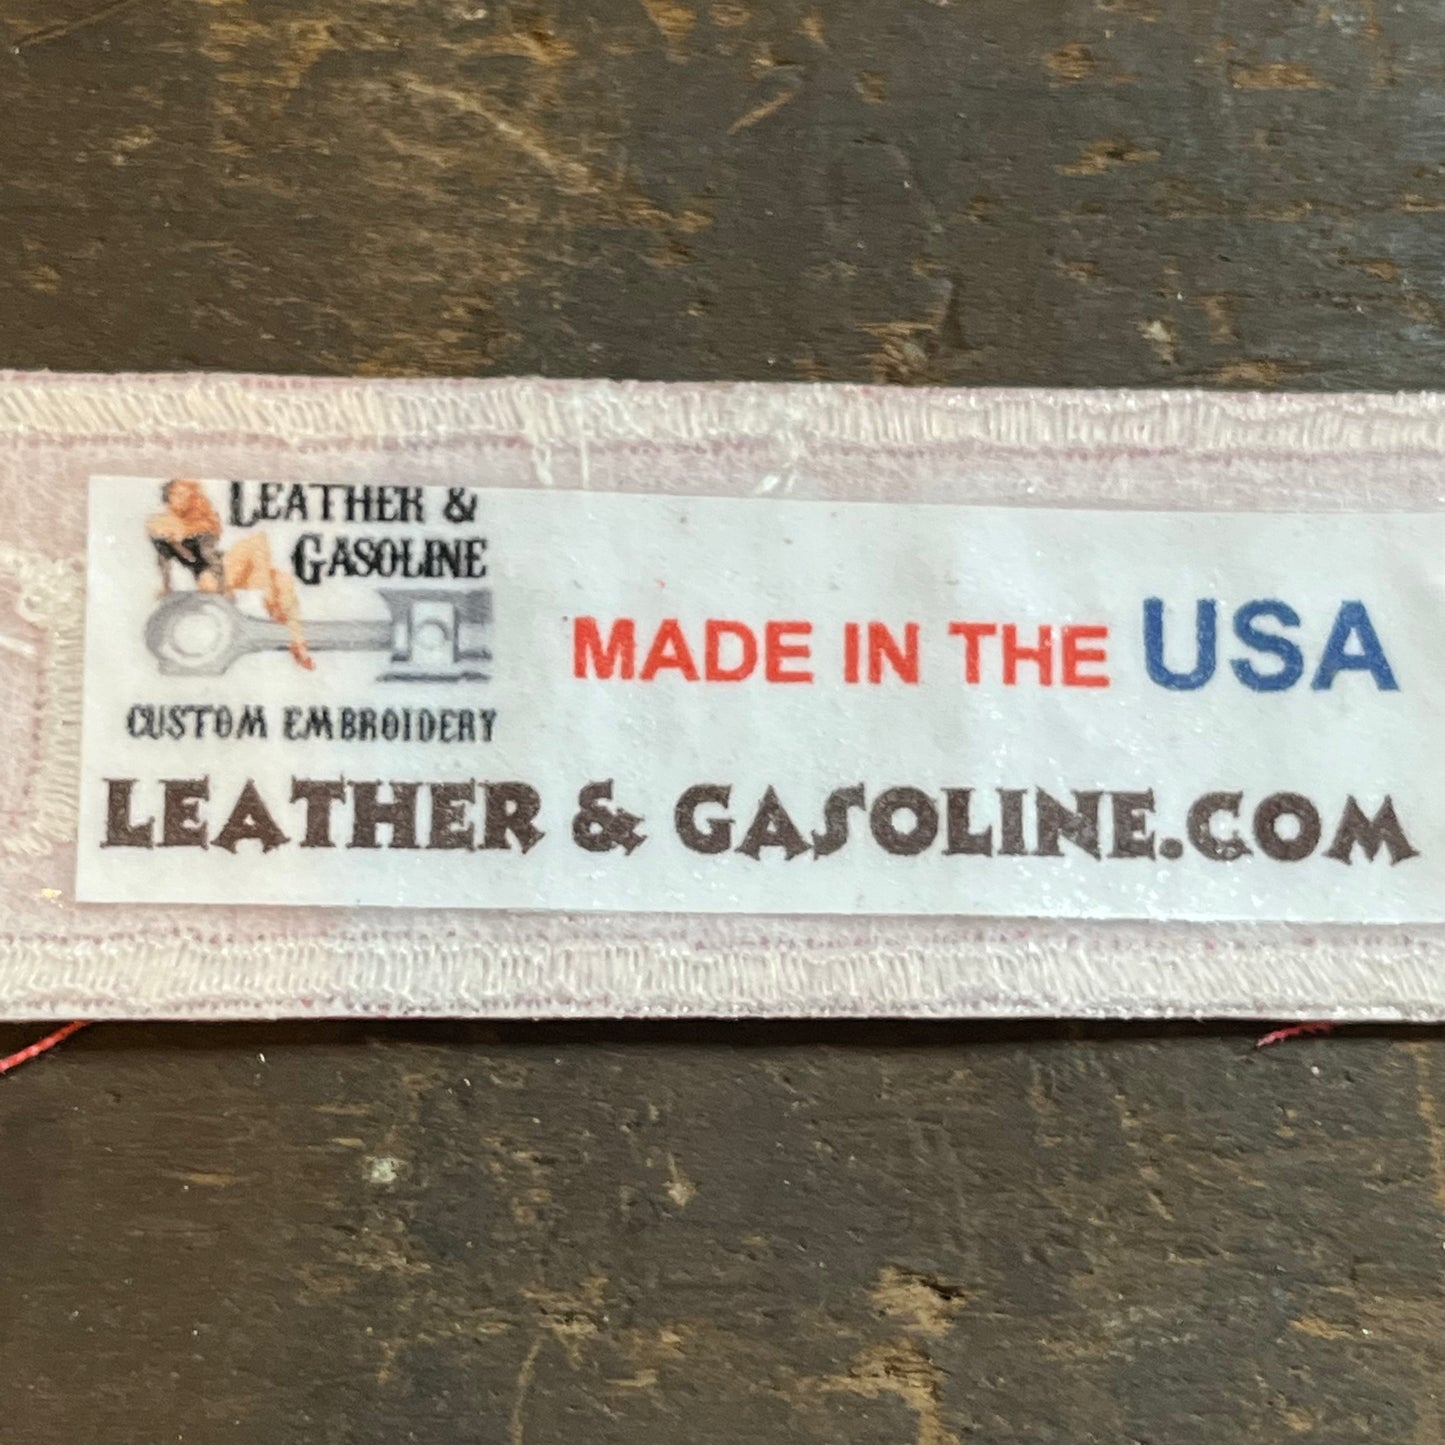 LEATHER &
GASOLINE
CUSTOM EMBROIDERY
MADE IN THE USA
LEATHER & GASOLINE.COM